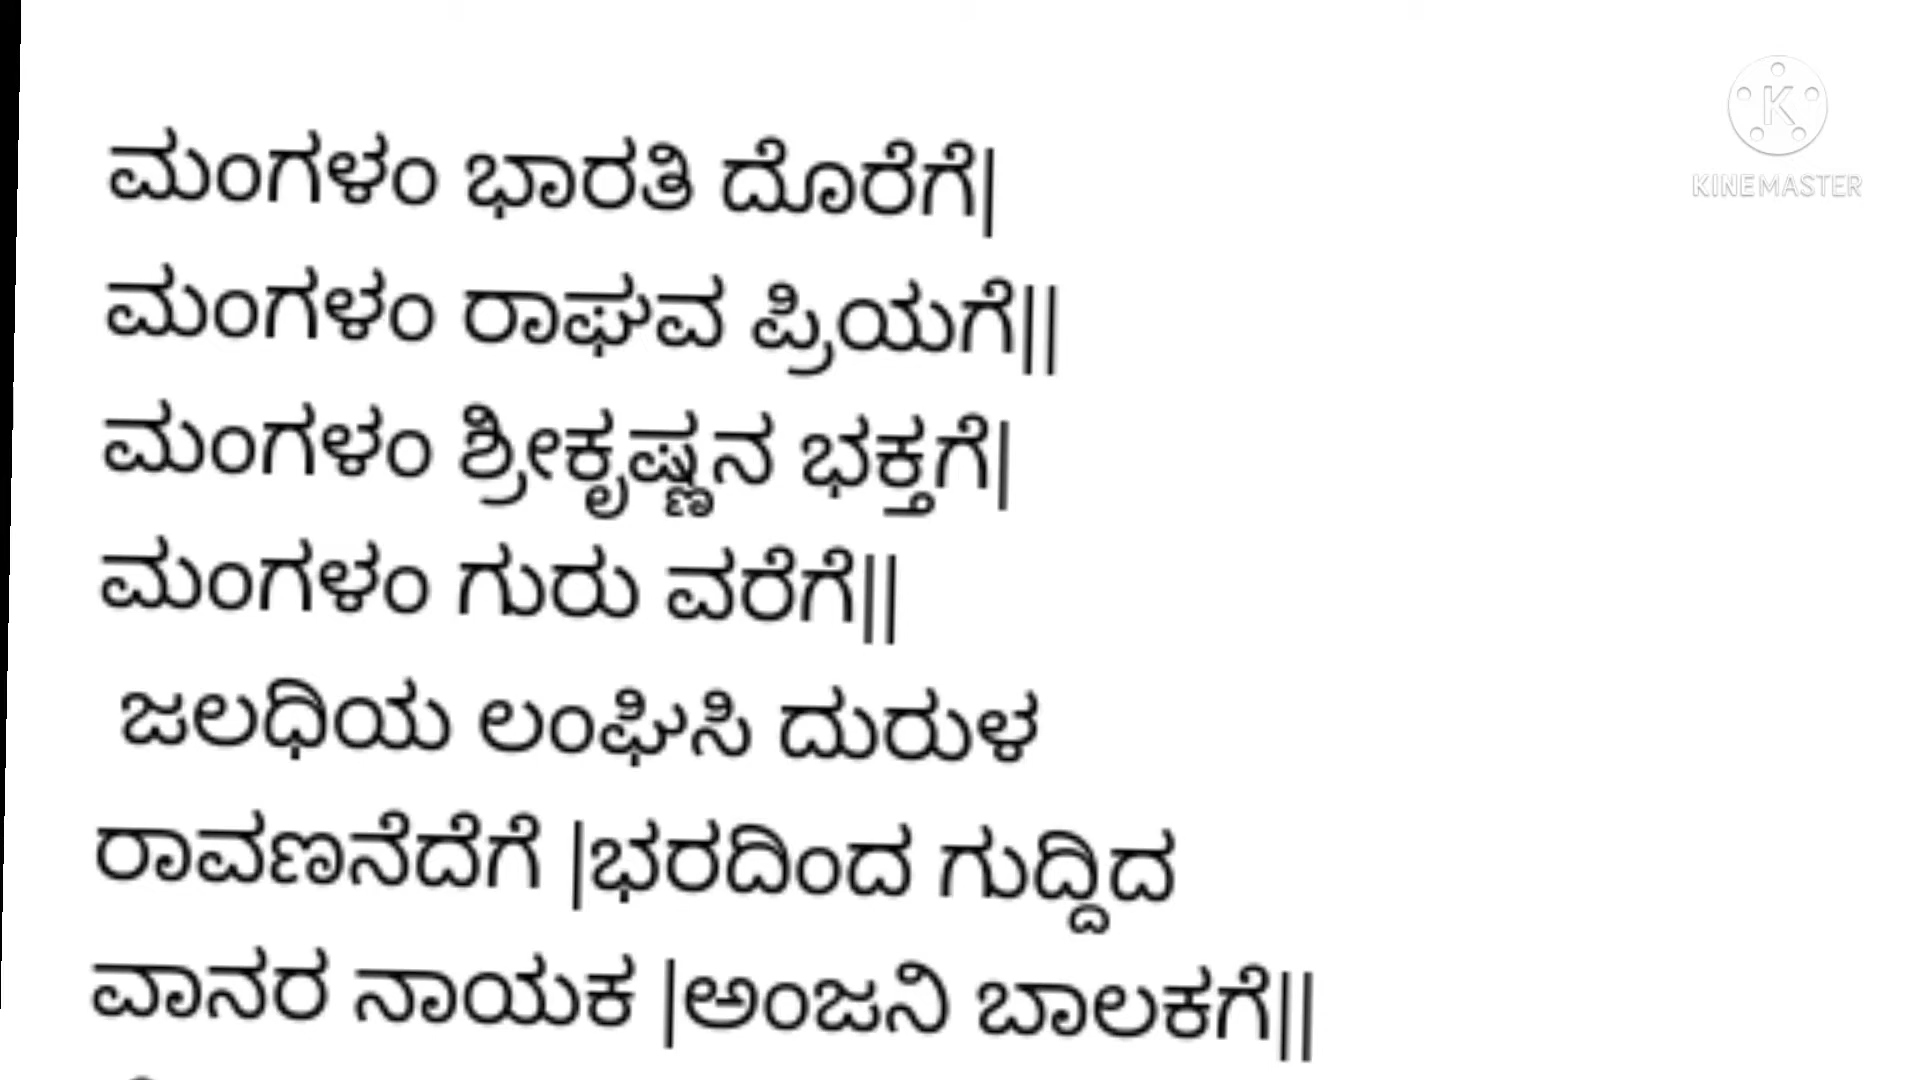 ಮಂಗಳಂ ಭಾರತಿ ದೊರೆಗೆ|
ಮಂಗಳಂ ರಾಘವ ಪ್ರಿಯಗೆ||
ಮಂಗಳಂ ಶ್ರೀಕೃಷ್ಣನ ಭಕ್ತಗೆ|
ಮಂಗಳಂ ಗುರು ವರೆಗೆ||
ಜಲಧಿಯ ಲಂಘಿಸಿ ದುರುಳ
ರಾವಣನೆದೆಗೆ |ಭರದಿಂದ ಗುದ್ದಿದ
ವಾನರ ನಾಯಕ |ಅಂಜನಿ ಬಾಲಕಗೆ||
KINEMASTER